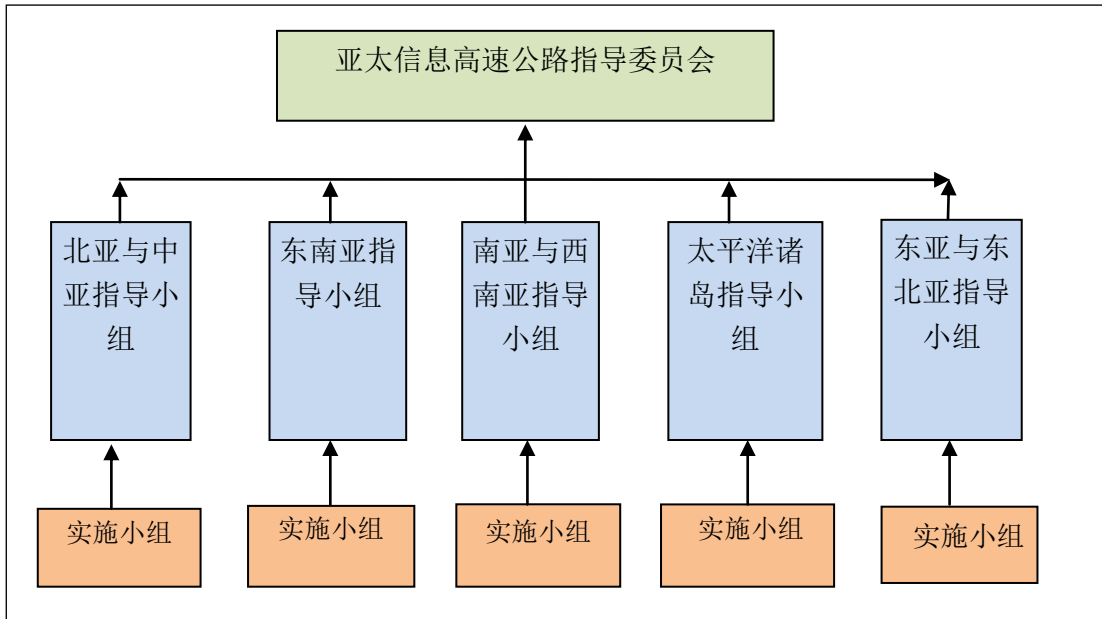 亚太信息高速公路指导委员会
北亚与中
亚指导小
组
东南亚指
导小组
南亚与西
南亚指导
小组
太平洋诸
岛指导小
组
东亚与东
北亚指导
小组
实施小组
实施小组
实施小组
实施小组
实施小组